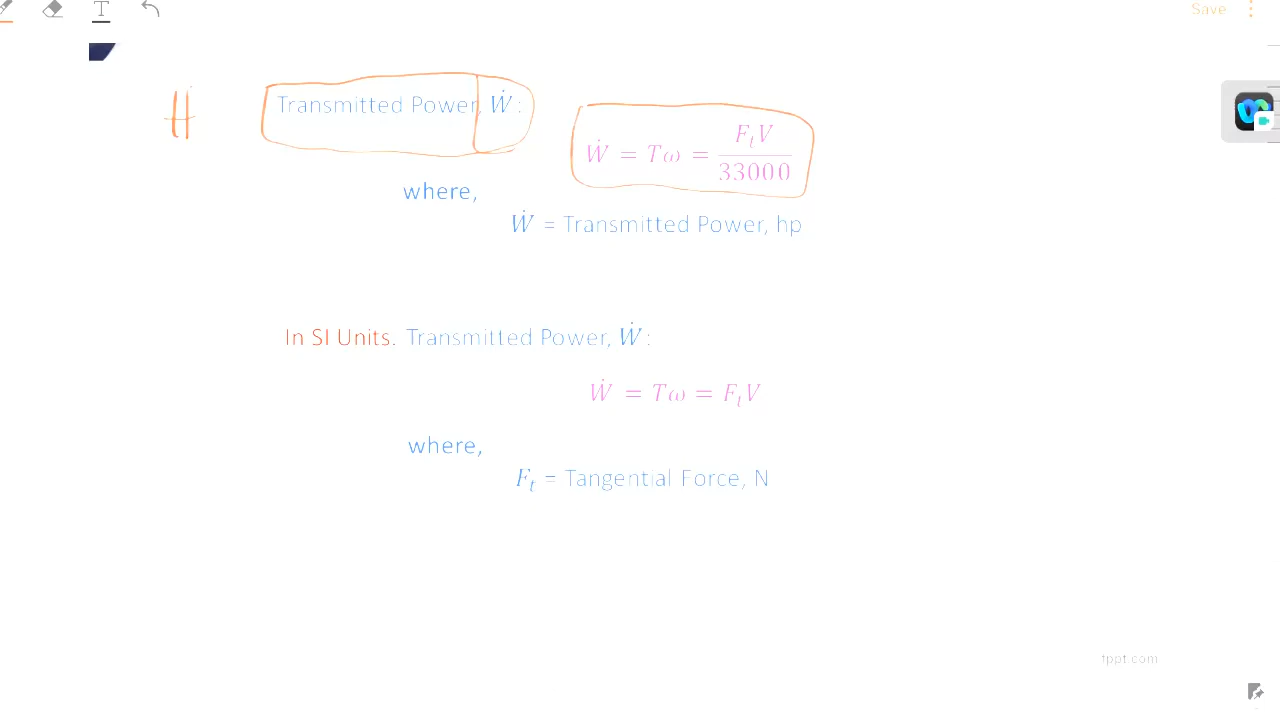 T
Save
H
Transmitted Power, Ẇ :
Ẇ = Tω = F_t V / 33000
where,
Ẇ = Transmitted Power, hp
In SI Units. Transmitted Power, Ẇ :
Ẇ = Tω = F_t V
where,
F_t = Tangential Force, N
fppt.com